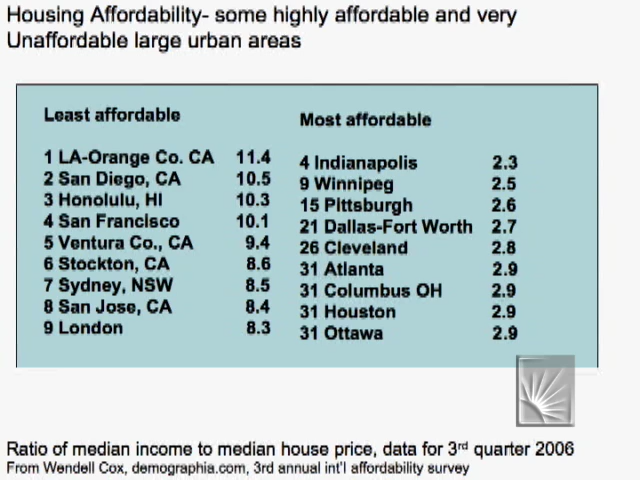 Housing Affordability- some highly affordable and very
Unaffordable large urban areas
Least affordable
1 LA-Orange Co. CA 11.4
2 San Diego, CA 10.5
3 Honolulu, HI 10.3
4 San Francisco 10.1
5 Ventura Co., CA 9.4
6 Stockton, CA 8.6
7 Sydney, NSW 8.5
8 San Jose, CA 8.4
9 London 8.3
Most affordable
4 Indianapolis 2.3
9 Winnipeg 2.5
15 Pittsburgh 2.6
21 Dallas-Fort Worth 2.7
26 Cleveland 2.8
31 Atlanta 2.9
31 Columbus OH 2.9
31 Houston 2.9
31 Ottawa 2.9
Ratio of median income to median house price, data for 3rd quarter 2006
From Wendell Cox, demographia.com, 3rd annual int'l affordability survey